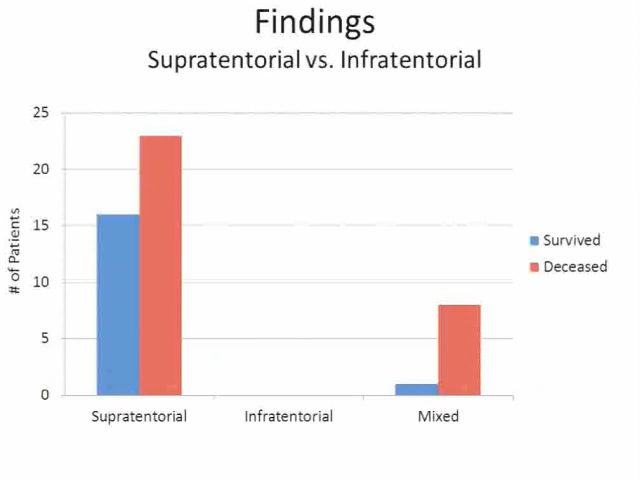 Findings
Supratentorial vs. Infratentorial
25
20
15
10
5
0
# of Patients
Supratentorial
Infratentorial
Mixed
Survived
Deceased